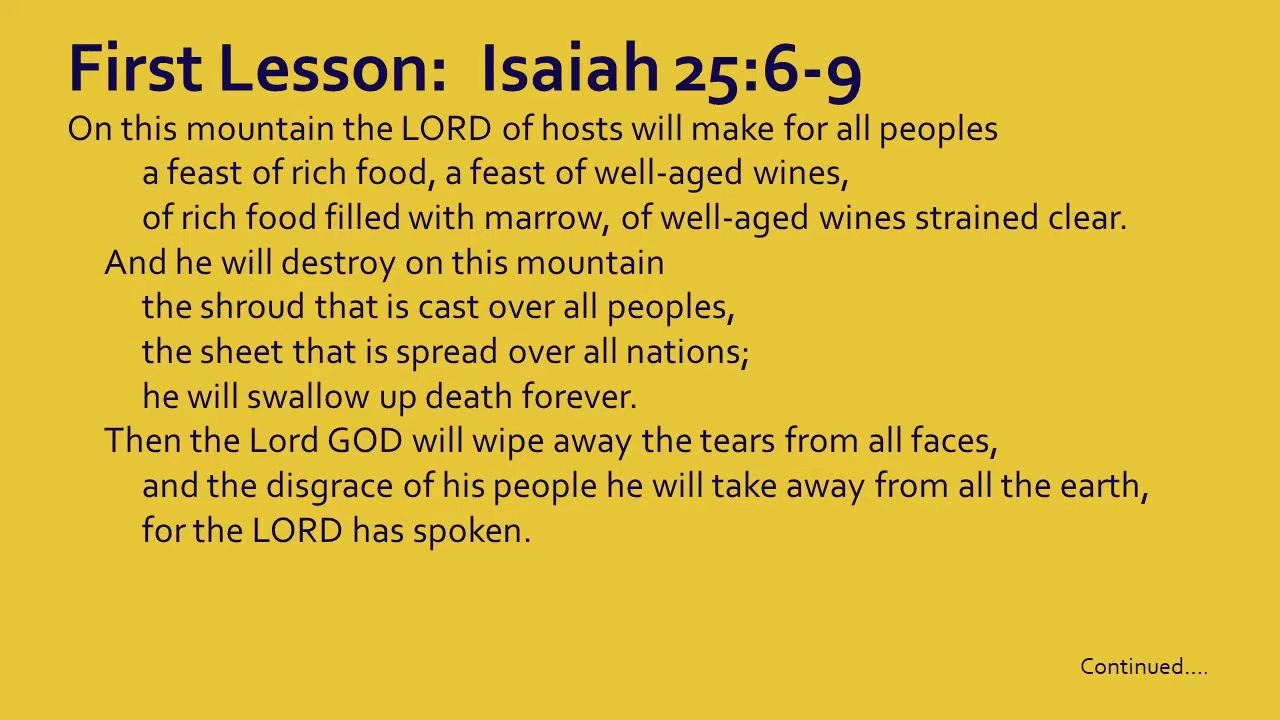 First Lesson:  Isaiah 25:6-9
On this mountain the LORD of hosts will make for all peoples
a feast of rich food, a feast of well-aged wines,
of rich food filled with marrow, of well-aged wines strained clear.
And he will destroy on this mountain
the shroud that is cast over all peoples,
the sheet that is spread over all nations;
he will swallow up death forever.
Then the Lord GOD will wipe away the tears from all faces,
and the disgrace of his people he will take away from all the earth,
for the LORD has spoken.
Continued....